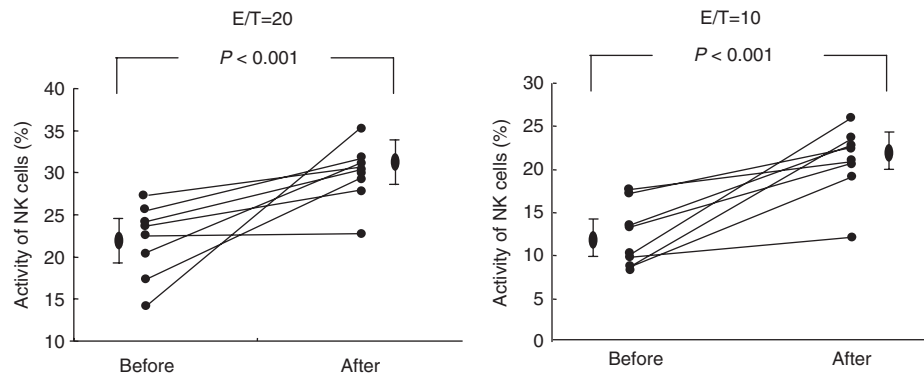 E/T=20
P < 0.001
Activity of NK cells (%)
40
35
30
25
20
15
10
Before After
E/T=10
P < 0.001
Activity of NK cells (%)
30
25
20
15
10
5
0
Before After